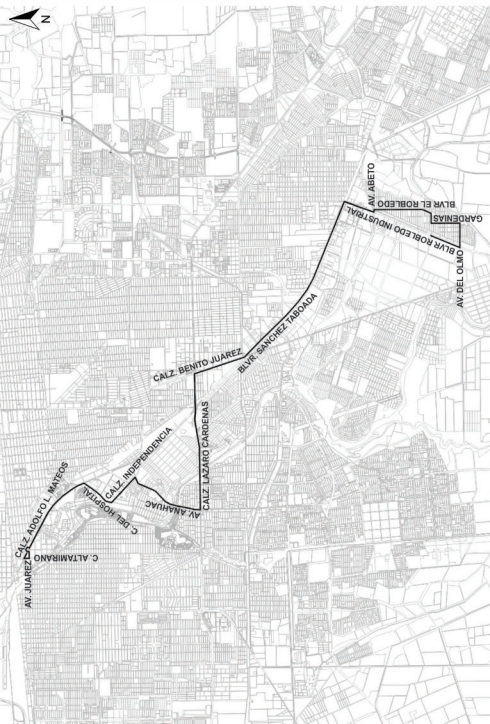 N
AV. JUAREZ
CALZ. ADOLFO L. MATEOS
C. ALTAMIRANO
C. DEL HOSPITAL
CALZ. INDEPENDENCIA
AV. ANAHUAC
CALZ. LAZARO CARDENAS
CALZ. BENITO JUAREZ
BLVR. SANCHEZ TABOADA
AV. ABETO
BLVR EL ROBLEDO
GARDENIAS
BLVR ROBLEDO INDUSTRIAL
AV. DEL OLMO